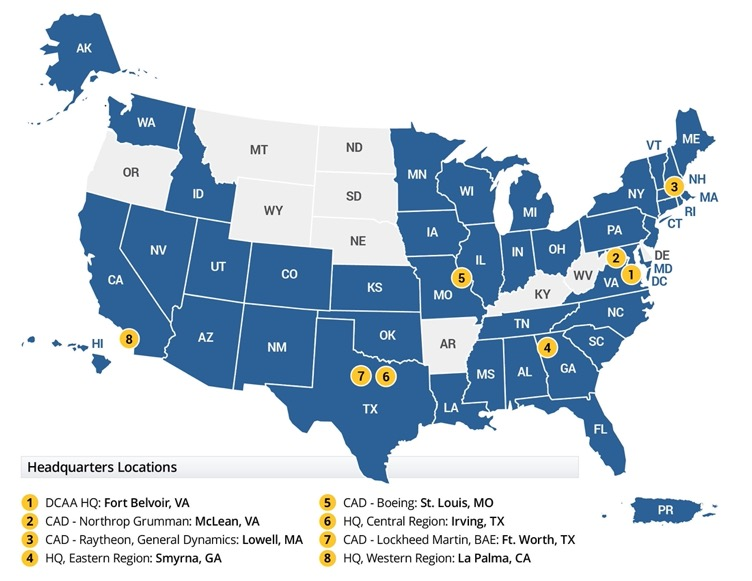 AK
WA
MT
ND
MN
VT
ME
NH
MA
RI
CT
OR
ID
SD
WI
MI
NY
3
WY
NE
IA
PA
NV
UT
CO
IL
IN
OH
2
DE
MD
DC
CA
KS
MO
5
WV
VA
1
KY
NC
HI
8
AZ
NM
OK
AR
TN
4
SC
7
6
MS
AL
GA
TX
LA
FL
PR
Headquarters Locations
1 DCAA HQ: Fort Belvoir, VA
2 CAD - Northrop Grumman: McLean, VA
3 CAD - Raytheon, General Dynamics: Lowell, MA
4 HQ, Eastern Region: Smyrna, GA
5 CAD - Boeing: St. Louis, MO
6 HQ, Central Region: Irving, TX
7 CAD - Lockheed Martin, BAE: Ft. Worth, TX
8 HQ, Western Region: La Palma, CA